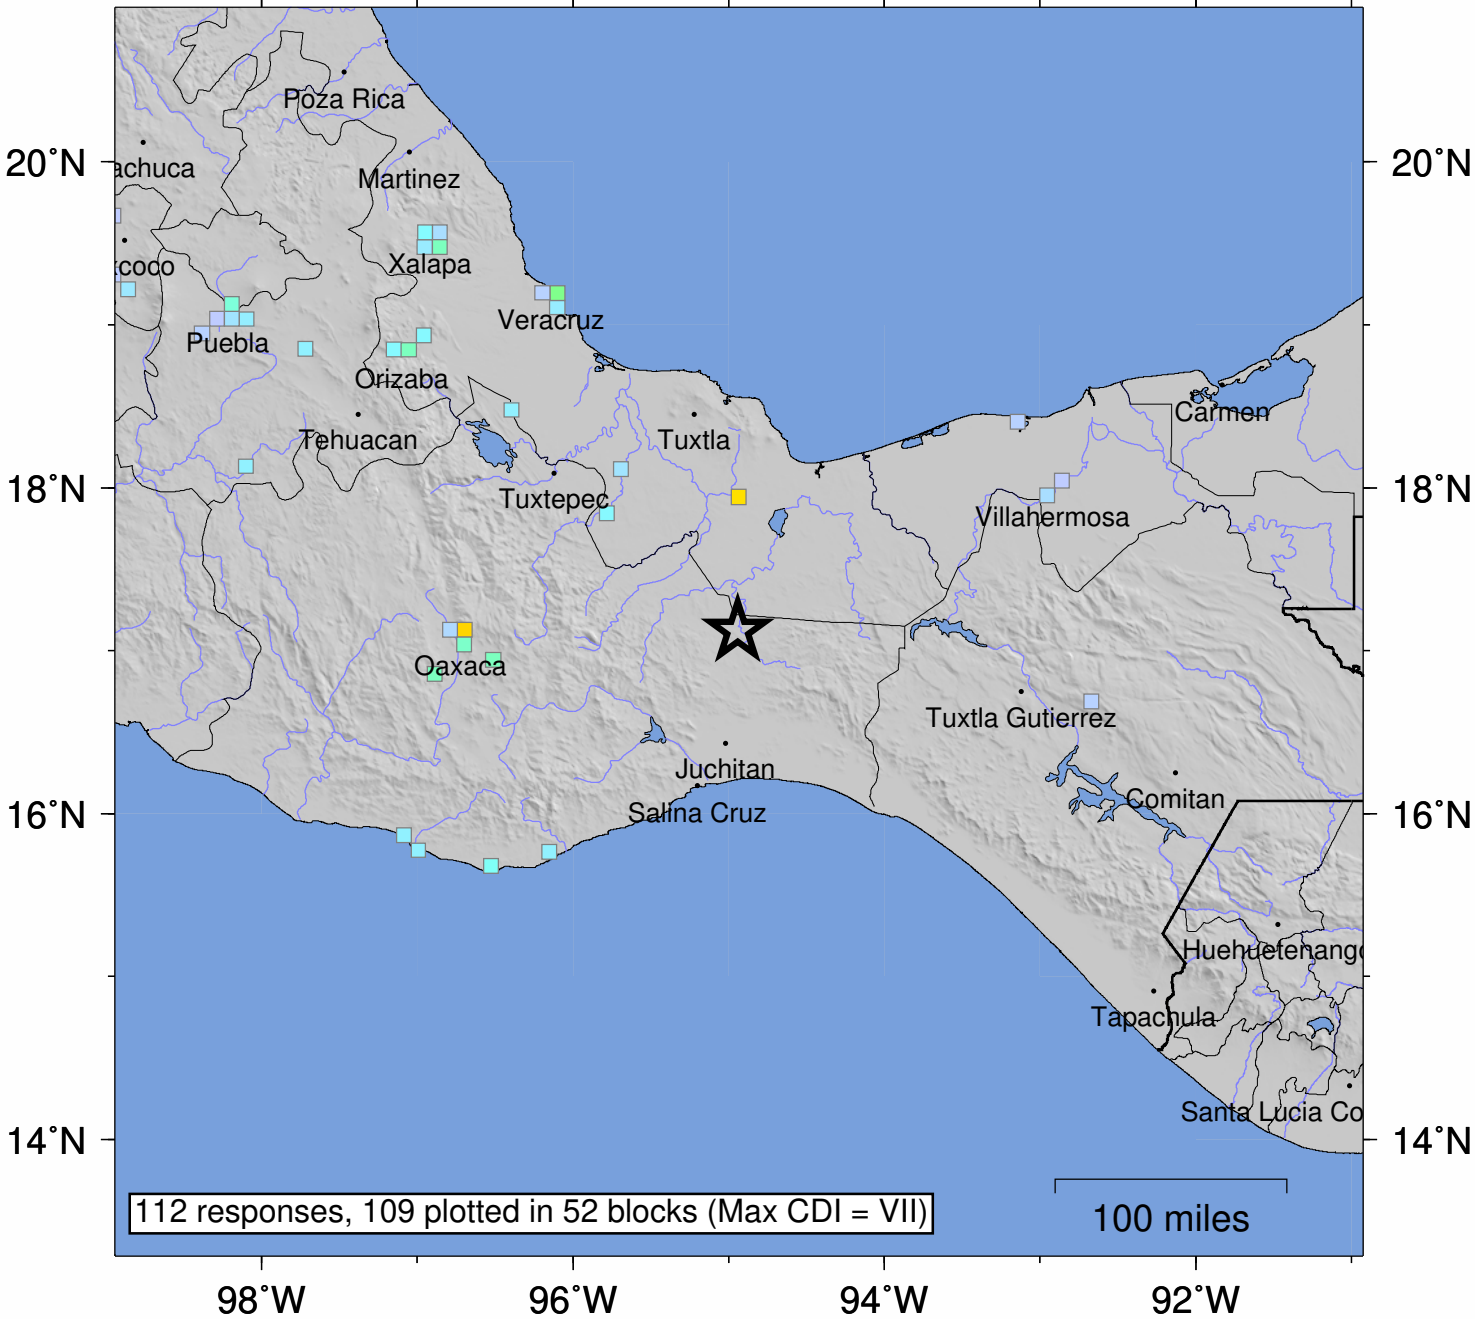 Poza Rica
20°N
20°N
achuca
Martinez
xcoco
Xalapa
Veracruz
Puebla
Orizaba
Carmen
Tehuacan
Tuxtla
18°N
18°N
Tuxtepec
Villahermosa
Oaxaca
Tuxtla Gutierrez
Juchitan
Comitan
16°N
Salina Cruz
16°N
Huehuetenango
Tapachula
Santa Lucia Co
14°N
14°N
112 responses, 109 plotted in 52 blocks (Max CDI = VII)
100 miles
98°W
96°W
94°W
92°W